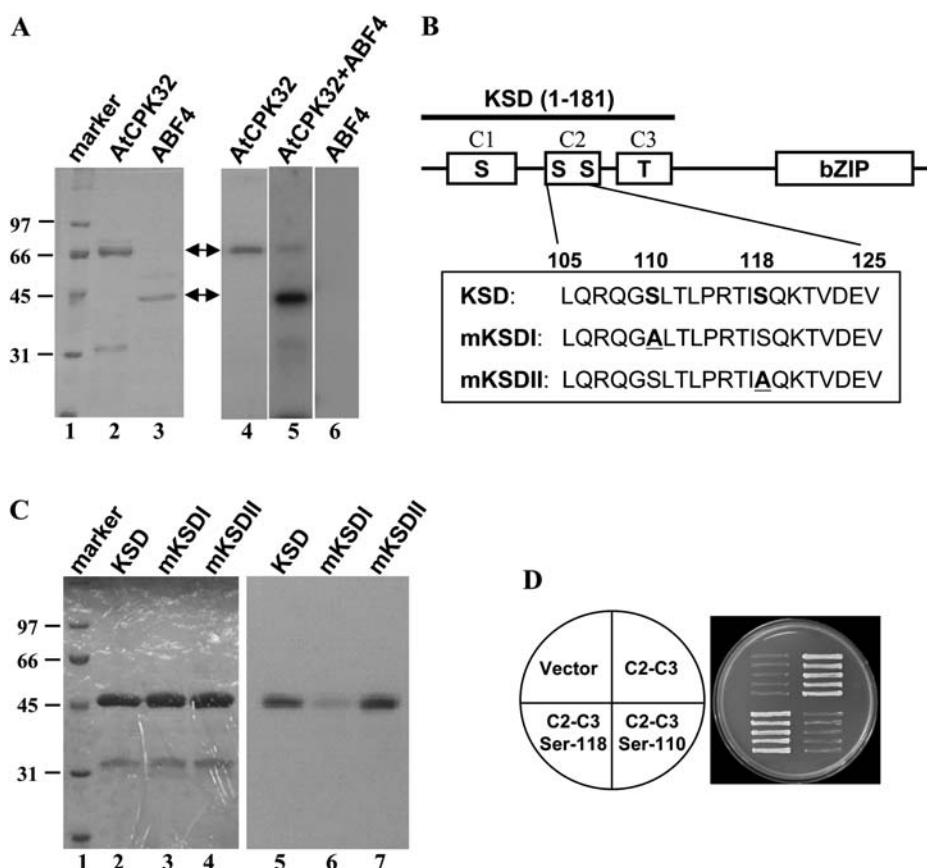 A
marker
AtCPK32
ABF4
AtCPK32
AtCPK32+ABF4
ABF4
97
66
45
31
1 2 3 4 5 6
B
KSD (1-181)
C1 C2 C3
S S S T bZIP
105 110 118 125
KSD: LQRQGSLTLPRTISQKTVDEV
mKSDI: LQRQGALTLPRTISQKTVDEV
mKSDII: LQRQGSLTLPRTIAQKTVDEV
C
marker
KSD
mKSDI
mKSDII
KSD
mKSDI
mKSDII
97
66
45
31
1 2 3 4 5 6 7
D
Vector
C2-C3
C2-C3
Ser-118
C2-C3
Ser-110